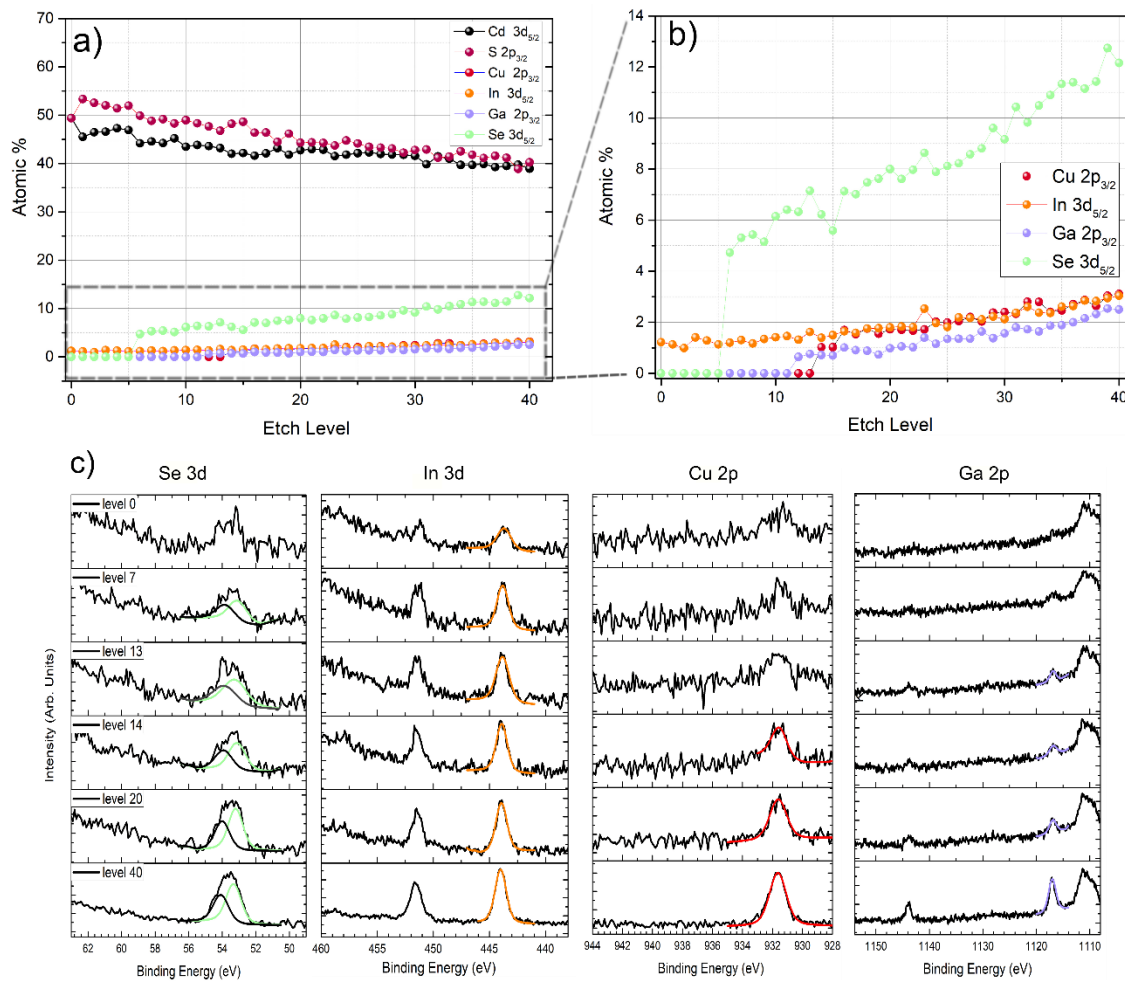 a)
70
60
50
40
30
20
10
0
Atomic %
0 10 20 30 40
Etch Level
Cd 3d5/2
S 2p3/2
Cu 2p3/2
In 3d5/2
Ga 2p3/2
Se 3d5/2
b)
14
12
10
8
6
4
2
0
Atomic %
0 10 20 30 40
Etch Level
Cu 2p3/2
In 3d5/2
Ga 2p3/2
Se 3d5/2
c)
Se 3d In 3d Cu 2p Ga 2p
Intensity (Arb. Units)
level 0
level 7
level 13
level 14
level 20
level 40
62 60 58 56 54 52 50
Binding Energy (eV)
460 455 450 445 440
Binding Energy (eV)
944 942 940 938 936 934 932 930 928
Binding Energy (eV)
1150 1140 1130 1120 1110
Binding Energy (eV)